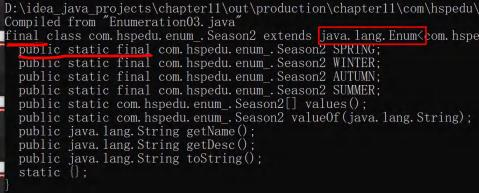 D:\idea_java_projects\chapter11\out\production\chapter11\com\hspedu\
Compiled from "Enumeration03.java"
final class com.hspedu.enum_.Season2 extends java.lang.Enum<com.hspe
public static final com.hspedu.enum_.Season2 SPRING;
public static final com.hspedu.enum_.Season2 WINTER;
public static final com.hspedu.enum_.Season2 AUTUMN;
public static final com.hspedu.enum_.Season2 SUMMER;
public static com.hspedu.enum_.Season2[] values();
public static com.hspedu.enum_.Season2 valueOf(java.lang.String);
public java.lang.String getName();
public java.lang.String getDesc();
public java.lang.String toString();
static {};
}